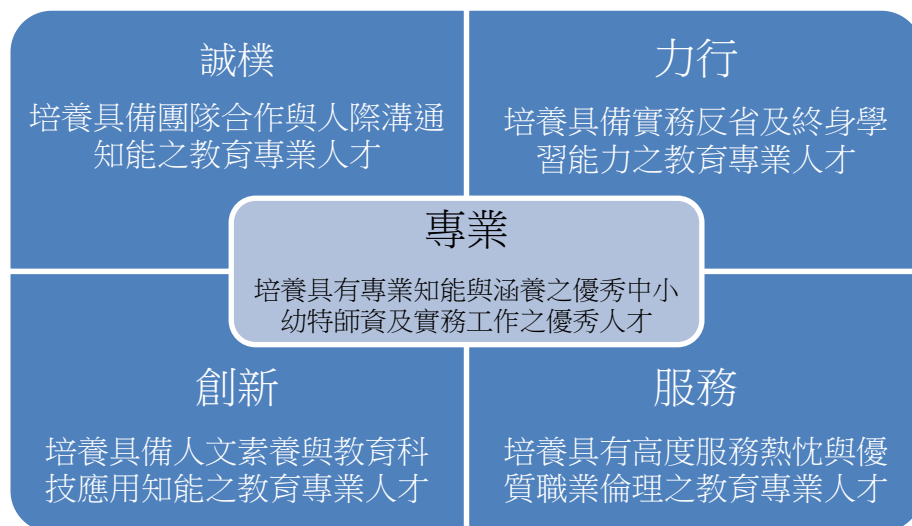 誠樸
培養具備團隊合作與人際溝通
知能之教育專業人才
力行
培養具備實務反省及終身學
習能力之教育專業人才
專業
培養具有專業知能與涵養之優秀中小
幼特師資及實務工作之優秀人才
創新
培養具備人文素養與教育科
技應用知能之教育專業人才
服務
培養具有高度服務熱忱與優
質職業倫理之教育專業人才